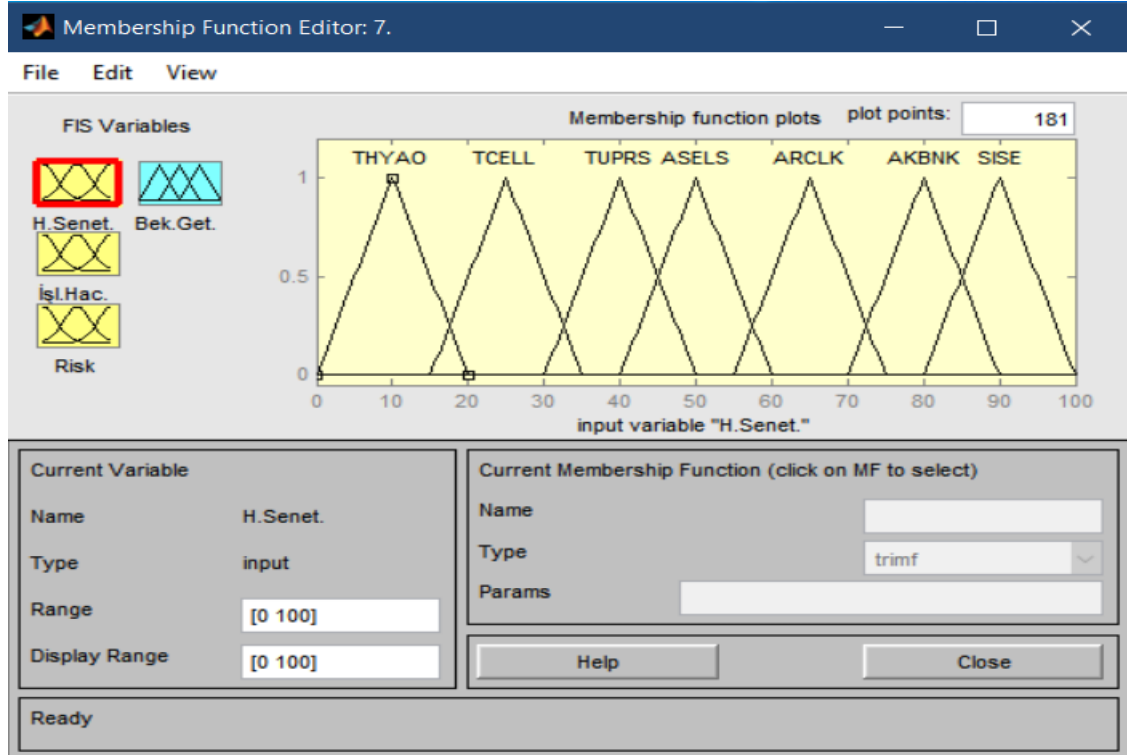 Membership Function Editor: 7.
File Edit View
FIS Variables
H.Senet. Bek.Get.
İşl.Hac.
Risk
Membership function plots plot points: 181
THYAO TCELL TUPRS ASELS ARCLK AKBNK SISE
1
0.5
0
0 10 20 30 40 50 60 70 80 90 100
input variable "H.Senet."
Current Variable
Name H.Senet.
Type input
Range [0 100]
Display Range [0 100]
Current Membership Function (click on MF to select)
Name
Type trimf
Params
Help Close
Ready